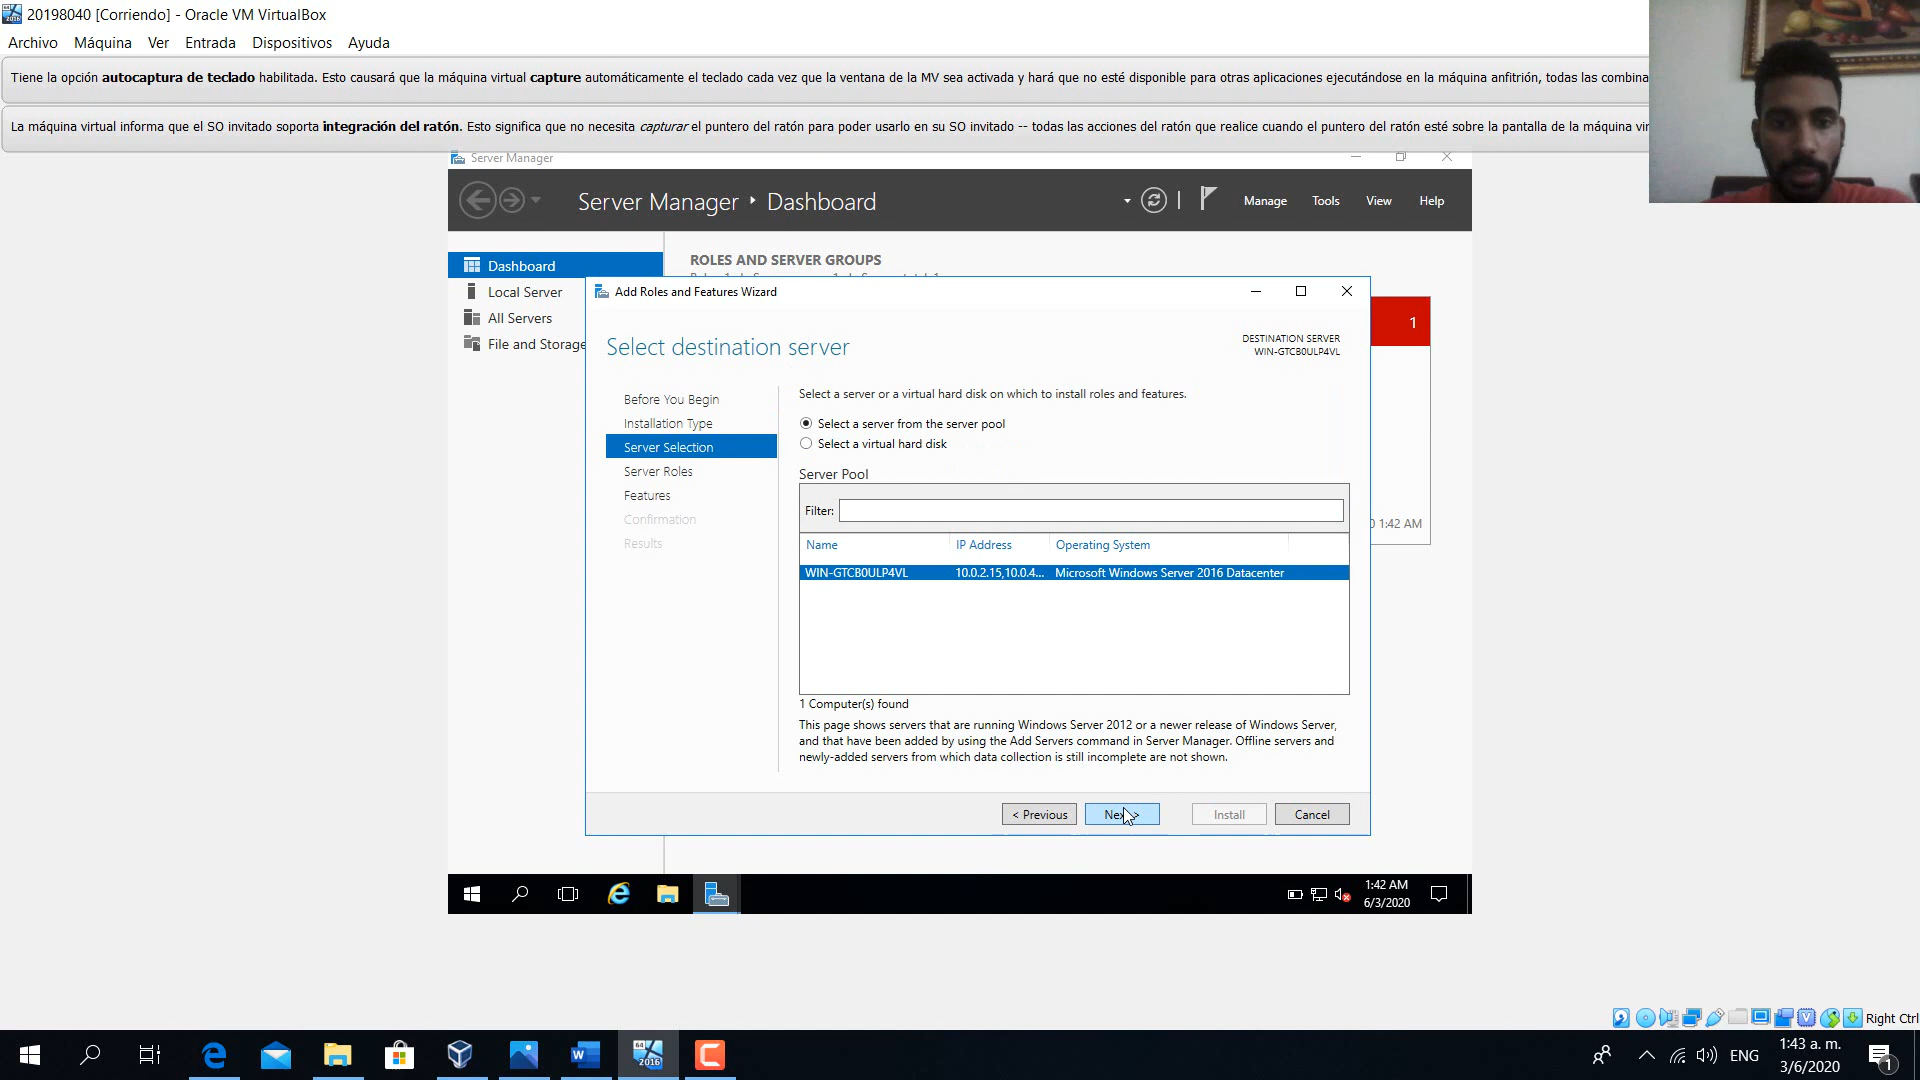 20198040 [Corriendo] - Oracle VM VirtualBox
Archivo Máquina Ver Entrada Dispositivos Ayuda
Tiene la opción autocaptura de teclado habilitada. Esto causará que la máquina virtual capture automáticamente el teclado cada vez que la ventana de la MV sea activada y hará que no esté disponible para otras aplicaciones ejecutándose en la máquina anfitrión, todas las combina
La máquina virtual informa que el SO invitado soporta integración del ratón. Esto significa que no necesita capturar el puntero del ratón para poder usarlo en su SO invitado -- todas las acciones del ratón que realice cuando el puntero del ratón esté sobre la pantalla de la máquina vir
Server Manager
Server Manager Dashboard
Manage Tools View Help
Dashboard
Local Server
All Servers
File and Storage
ROLES AND SERVER GROUPS
1
1:42 AM
Add Roles and Features Wizard
Select destination server
DESTINATION SERVER
WIN-GTCB0ULP4VL
Before You Begin
Installation Type
Server Selection
Server Roles
Features
Confirmation
Results
Select a server or a virtual hard disk on which to install roles and features.
Select a server from the server pool
Select a virtual hard disk
Server Pool
Filter:
Name IP Address Operating System
WIN-GTCB0ULP4VL 10.0.2.15,10.0.4... Microsoft Windows Server 2016 Datacenter
1 Computer(s) found
This page shows servers that are running Windows Server 2012 or a newer release of Windows Server,
and that have been added by using the Add Servers command in Server Manager. Offline servers and
newly-added servers from which data collection is still incomplete are not shown.
< Previous Next > Install Cancel
1:42 AM
6/3/2020
Right Ctrl
64
2016
ENG
1:43 a. m.
3/6/2020
1